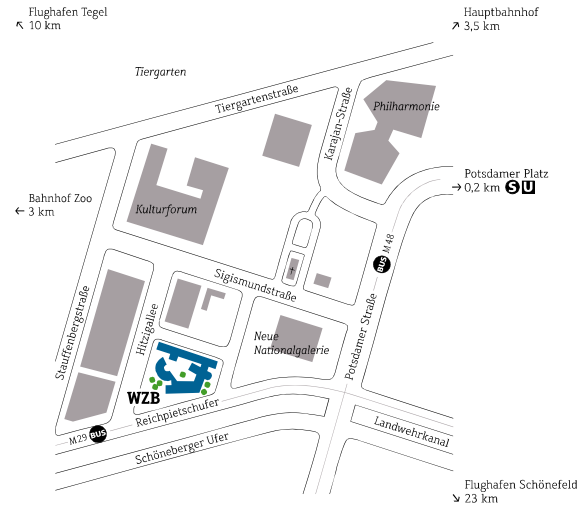 Flughafen Tegel
10 km
Hauptbahnhof
3,5 km
Tiergarten
Tiergartenstraße
Karajan-Straße
Philharmonie
Potsdamer Platz
0,2 km S U
Bahnhof Zoo
3 km
Kulturforum
BUS M48
Sigismundstraße
Stauffenbergstraße
Hitzigallee
Neue
Nationalgalerie
Potsdamer Straße
WZB
Reichpietschufer
M29 BUS
Schöneberger Ufer
Landwehrkanal
Flughafen Schönefeld
23 km